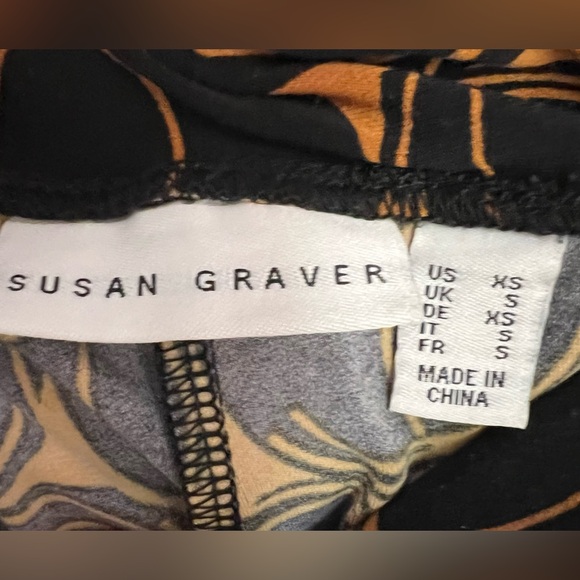 SUSAN GRAVER
US XS
UK S
DE XS
IT S
FR S
MADE IN
CHINA